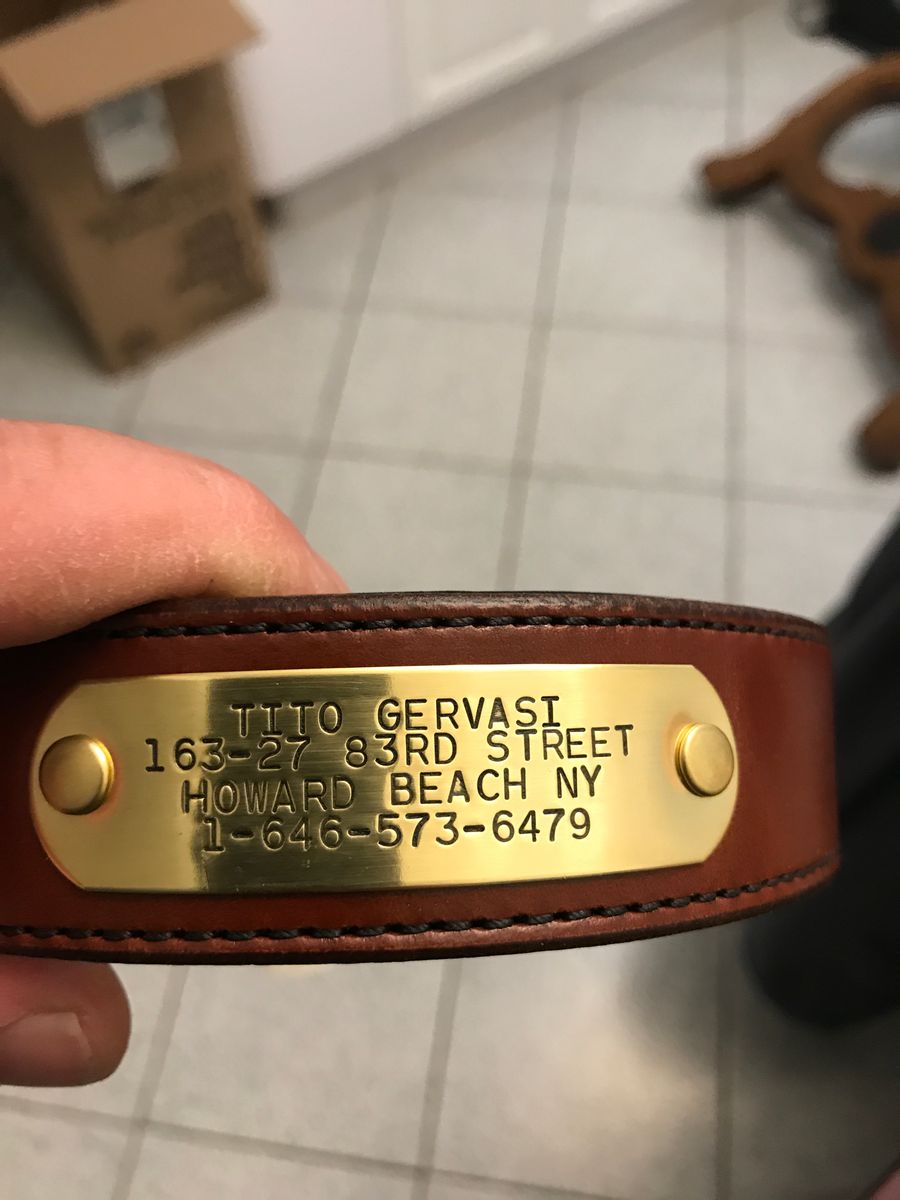 TITO GERVASI
163-27 83RD STREET
HOWARD BEACH NY
1-646-573-6479